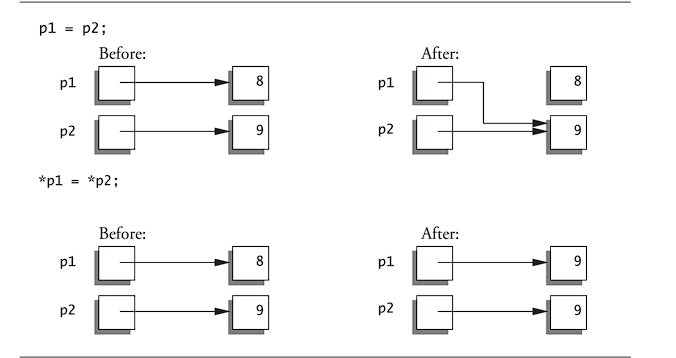 p1 = p2;
Before: After:
p1 8 p1 8
p2 9 p2 9
*p1 = *p2;
Before: After:
p1 8 p1 9
p2 9 p2 9